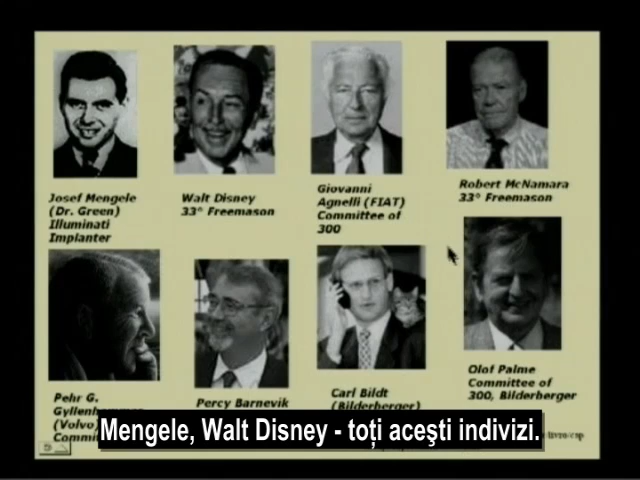 Josef Mengele
(Dr. Green)
Illuminati
Implanter
Walt Disney
33° Freemason
Giovanni
Agnelli (FIAT)
Committee of
300
Robert McNamara
33° Freemason
Pehr G.
(Volvo)
Percy Barnevik
Carl Bildt
(Bilderberger)
Olof Palme
Committee of
300, Bilderberger
Mengele, Walt Disney - toţi aceşti indivizi.